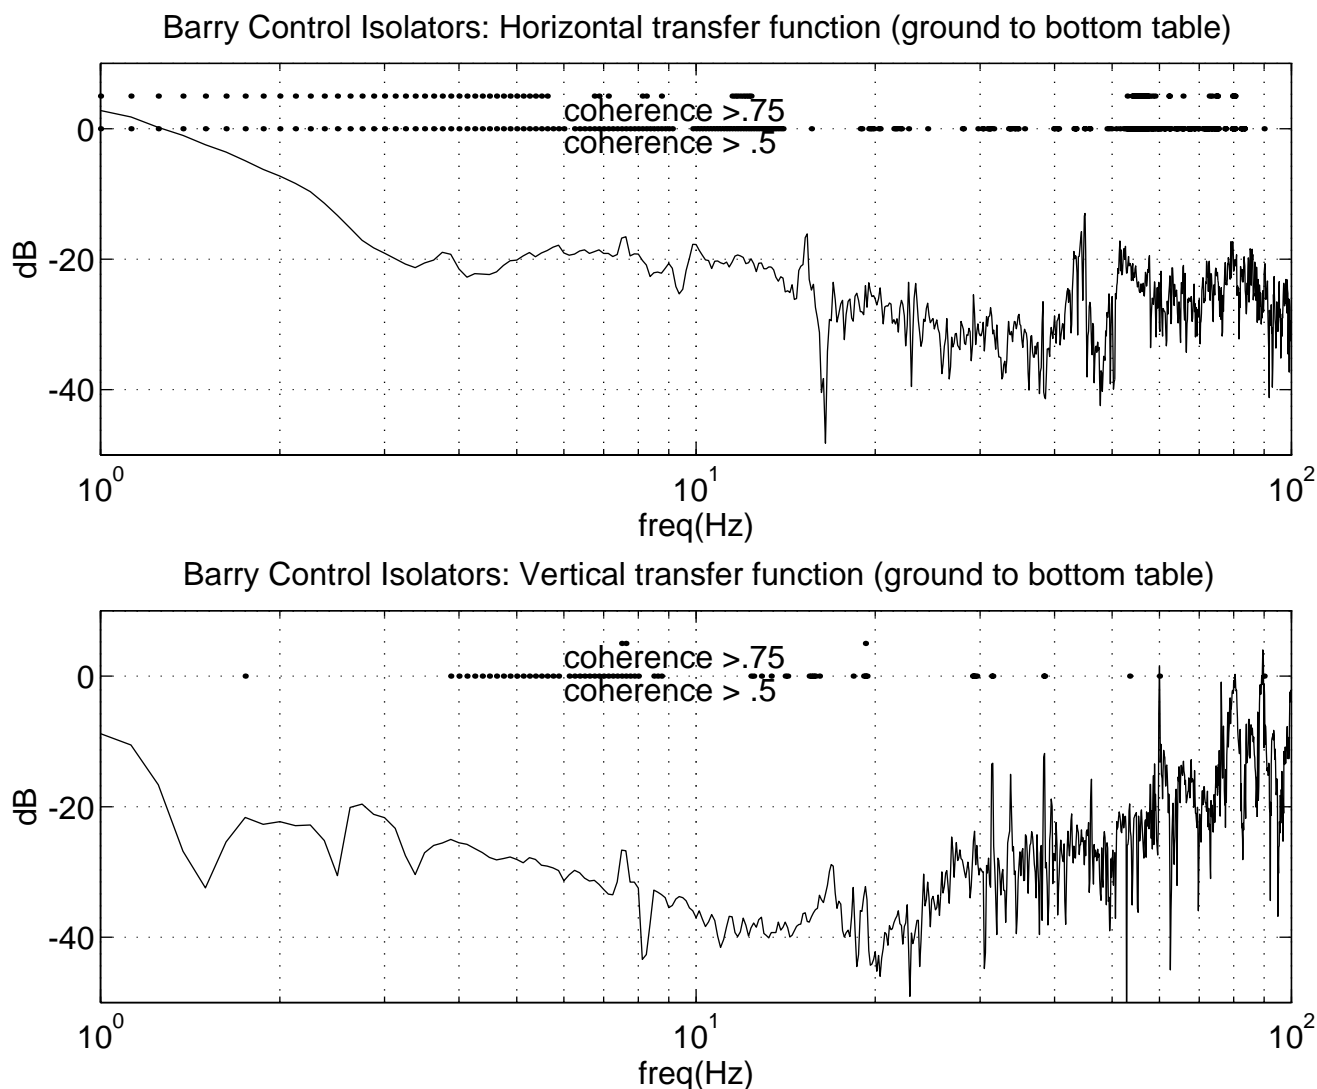 Barry Control Isolators: Horizontal transfer function (ground to bottom table)
coherence >.75
0
coherence > .5
dB
-20
-40
10^0
10^1
10^2
freq(Hz)
Barry Control Isolators: Vertical transfer function (ground to bottom table)
coherence >.75
0
coherence > .5
dB
-20
-40
10^0
10^1
10^2
freq(Hz)